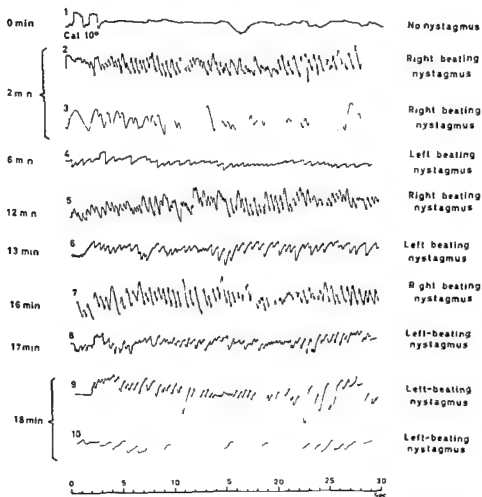 0 min
1
Cal 10°
No nystagmus
2
Right beating
nystagmus
2 m n
3
Right beating
nystagmus
6 m n
4
Left beating
nystagmus
12 m n
5
Right beating
nystagmus
13 min
6
Left beating
nystagmus
16 min
7
Right beating
nystagmus
17 min
8
Left-beating
nystagmus
9
Left-beating
nystagmus
18 min
10
Left-beating
nystagmus
0 5 10 15 20 25 30
Sec